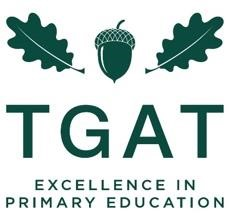 TGAT
EXCELLENCE IN
PRIMARY EDUCATION